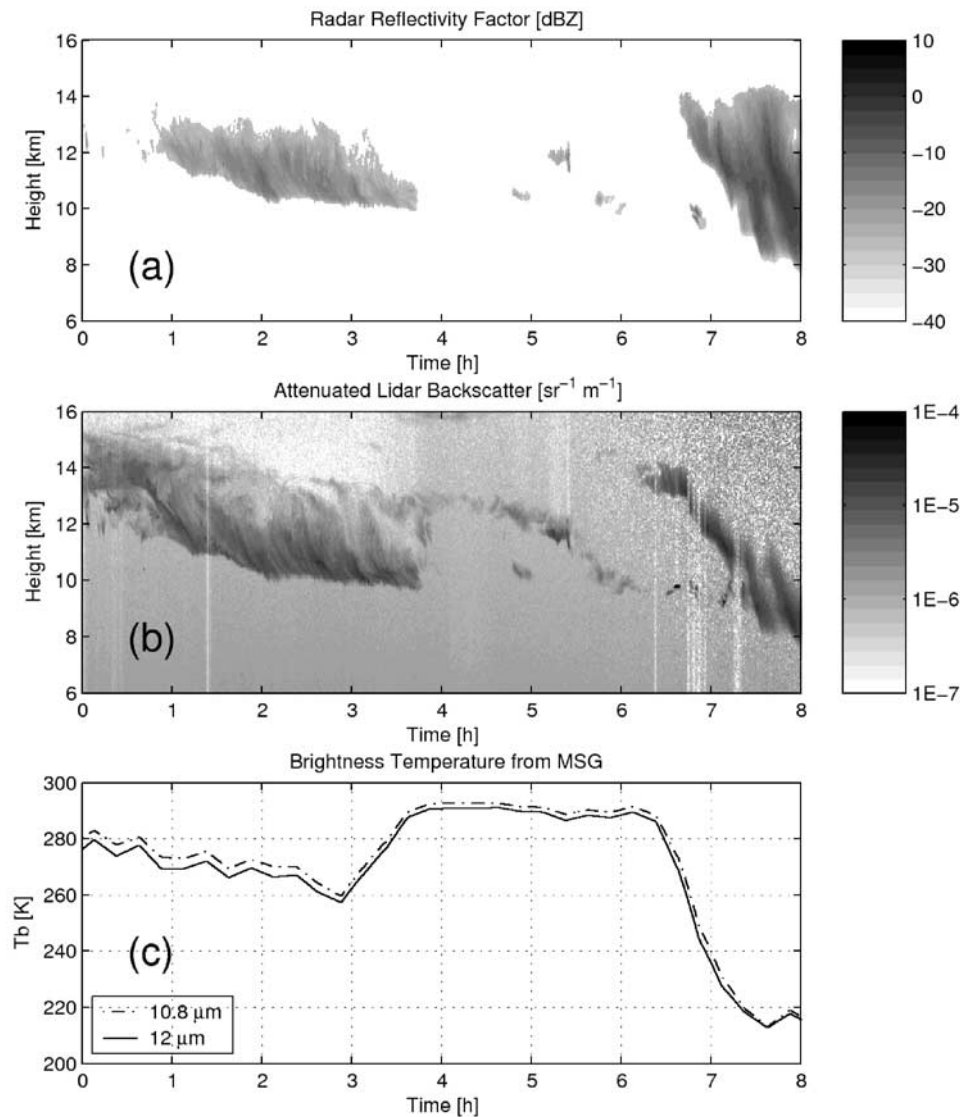 Radar Reflectivity Factor [dBZ]
16
14
12
10
8
6
Height [km]
(a)
0 1 2 3 4 5 6 7 8
Time [h]
10
0
−10
−20
−30
−40
Attenuated Lidar Backscatter [sr⁻¹ m⁻¹]
16
14
12
10
8
6
Height [km]
(b)
0 1 2 3 4 5 6 7 8
Time [h]
1E−4
1E−5
1E−6
1E−7
Brightness Temperature from MSG
300
280
260
240
220
200
Tb [K]
(c)
10.8 μm
12 μm
0 1 2 3 4 5 6 7 8
Time [h]